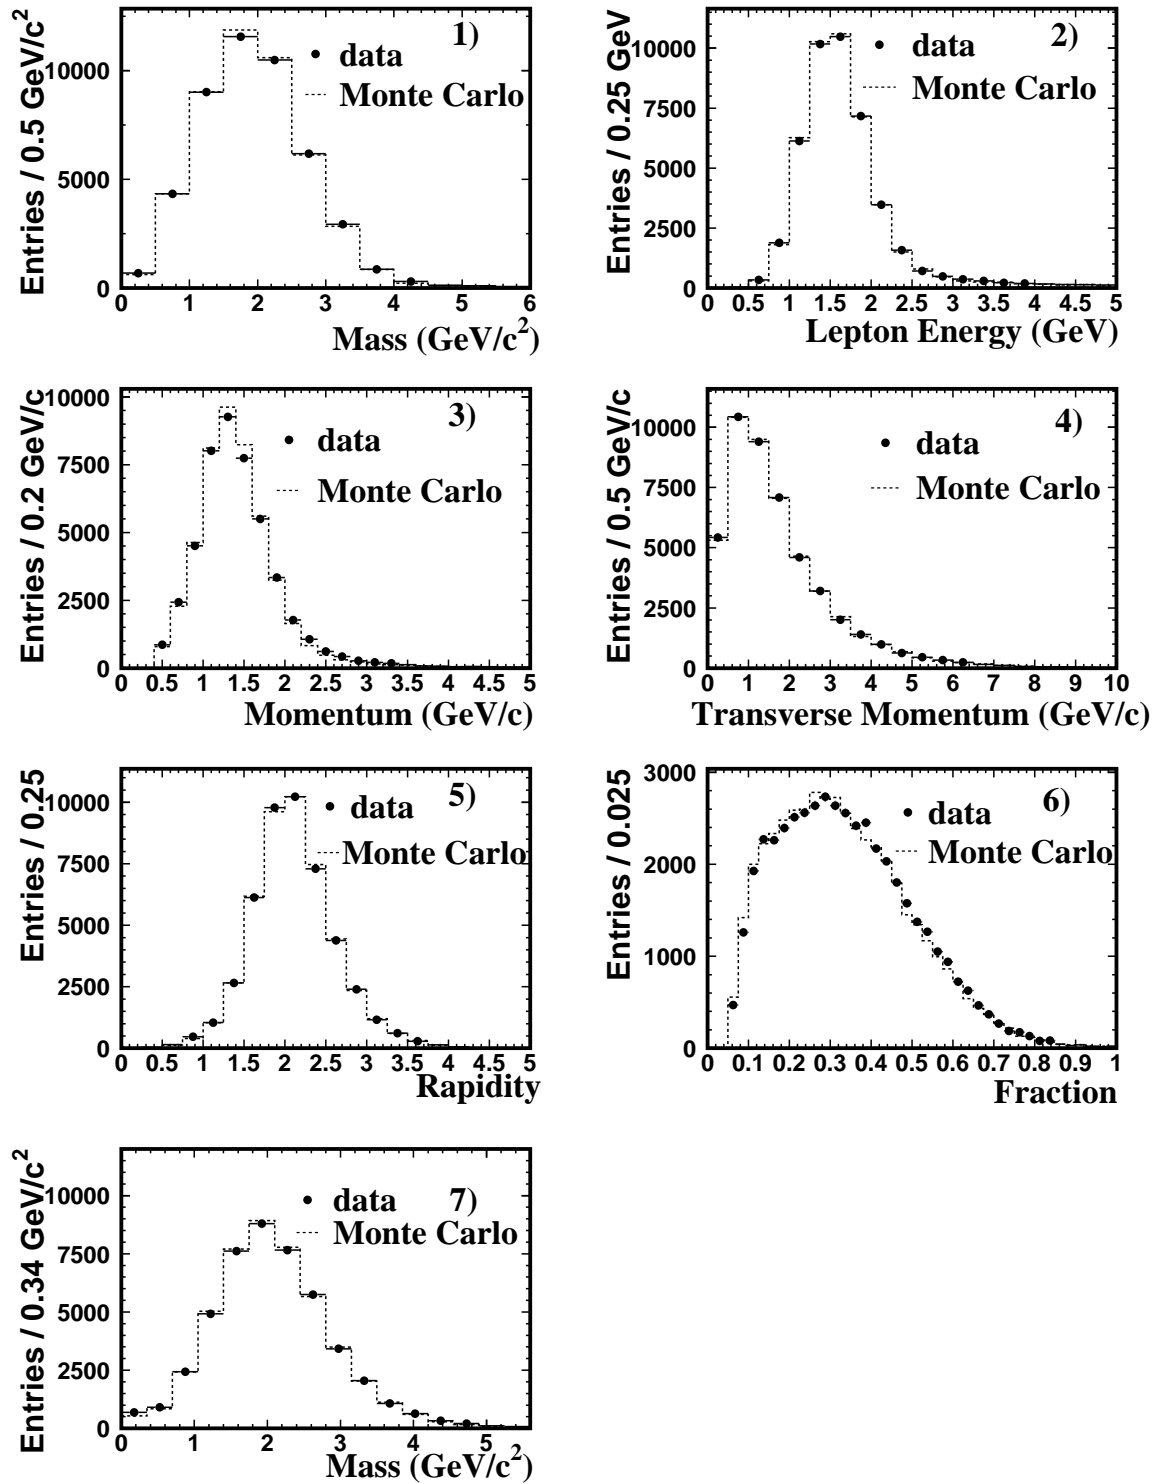 Entries / 0.5 GeV/c2
10000
5000
0
1)
data
Monte Carlo
0 1 2 3 4 5 6
Mass (GeV/c2)
Entries / 0.25 GeV
10000
7500
5000
2500
0
2)
data
Monte Carlo
0 0.5 1 1.5 2 2.5 3 3.5 4 4.5 5
Lepton Energy (GeV)
Entries / 0.2 GeV/c
10000
7500
5000
2500
0
3)
data
Monte Carlo
0 0.5 1 1.5 2 2.5 3 3.5 4 4.5 5
Momentum (GeV/c)
Entries / 0.5 GeV/c
10000
7500
5000
2500
0
4)
data
Monte Carlo
0 1 2 3 4 5 6 7 8 9 10
Transverse Momentum (GeV/c)
Entries / 0.25
10000
7500
5000
2500
0
5)
data
Monte Carlo
0 0.5 1 1.5 2 2.5 3 3.5 4 4.5 5
Rapidity
Entries / 0.025
3000
2000
1000
0
6)
data
Monte Carlo
0 0.1 0.2 0.3 0.4 0.5 0.6 0.7 0.8 0.9 1
Fraction
Entries / 0.34 GeV/c2
10000
7500
5000
2500
0
data 7)
Monte Carlo
0 1 2 3 4 5
Mass (GeV/c2)